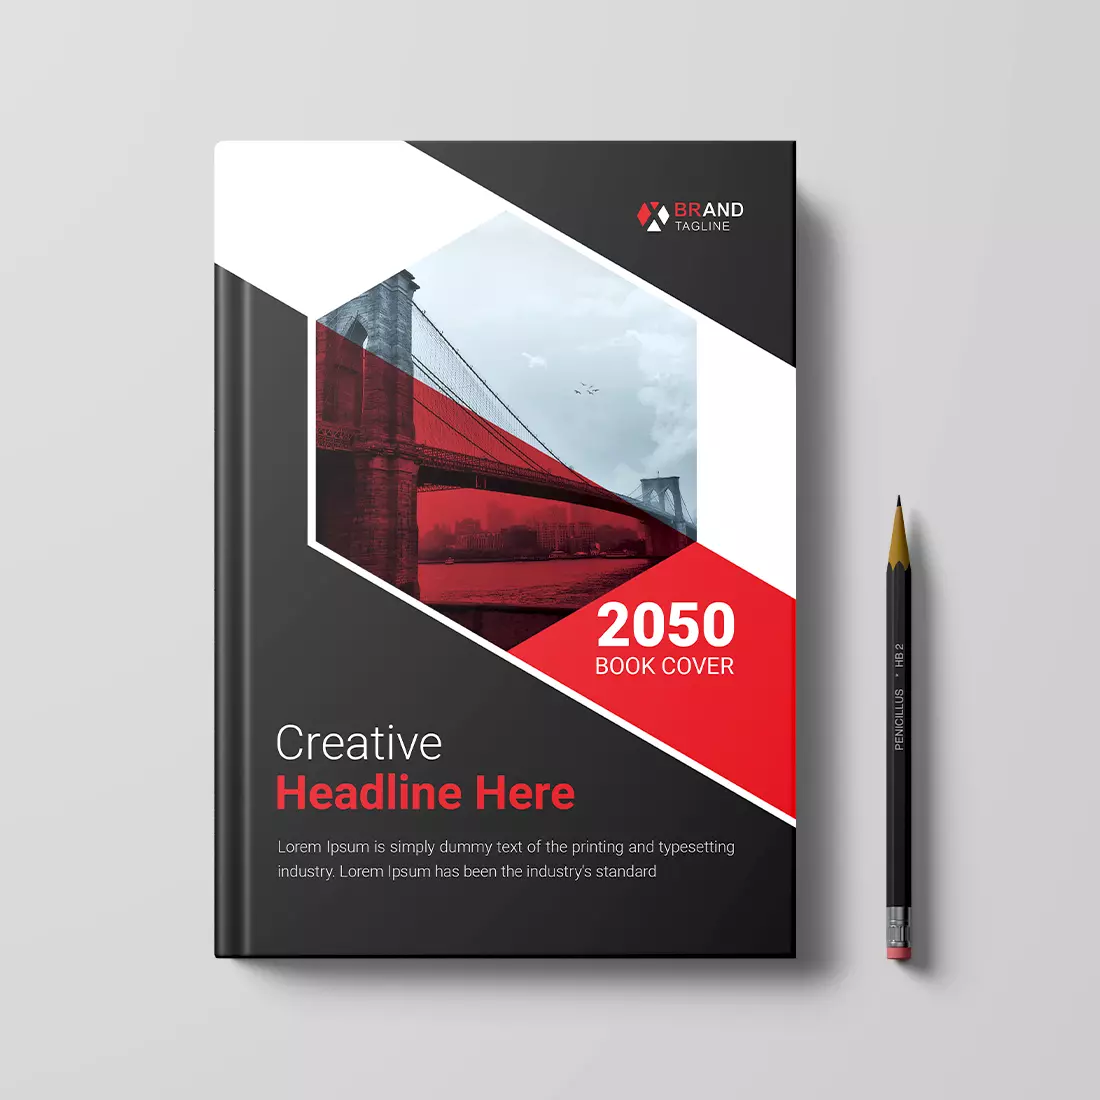 BRAND
TAGLINE
2050
BOOK COVER
Creative
Headline Here
Lorem Ipsum is simply dummy text of the printing and typesetting
industry. Lorem Ipsum has been the industry's standard
PENICILLUS * HB 2